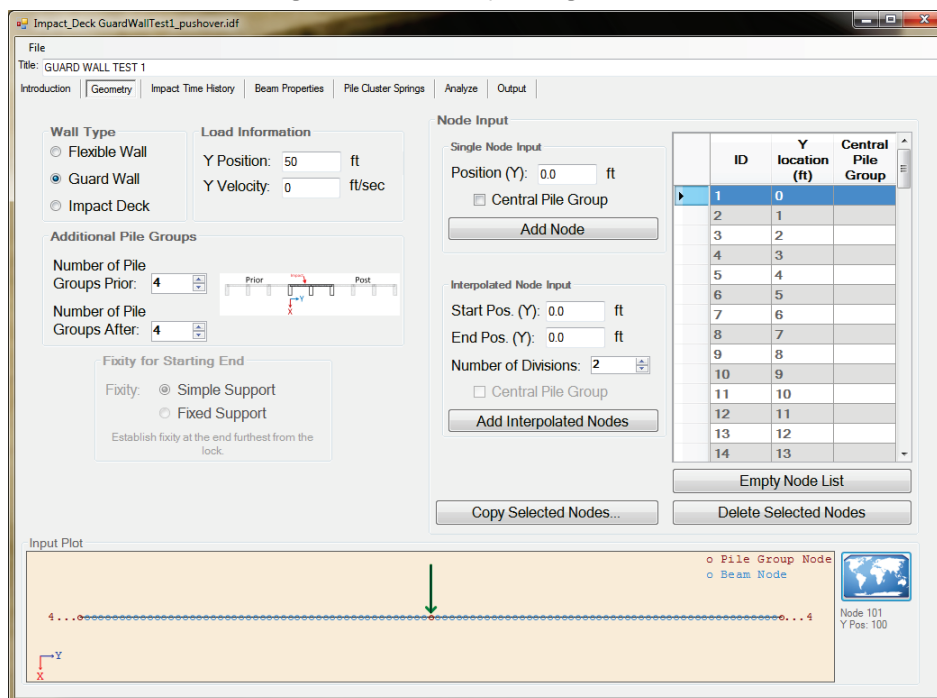 Impact_Deck GuardWallTest1_pushover.idf
File
Title: GUARD WALL TEST 1
Introduction Geometry Impact Time History Beam Properties Pile Cluster Springs Analyze Output
Wall Type
Flexible Wall
Guard Wall
Impact Deck
Load Information
Y Position: 50 ft
Y Velocity: 0 ft/sec
Additional Pile Groups
Number of Pile
Groups Prior: 4
Number of Pile
Groups After: 4
Prior Post
Y
X
Fixity for Starting End
Fixity: Simple Support
Fixed Support
Establish fixity at the end furthest from the
lock.
Node Input
Single Node Input
Position (Y): 0.0 ft
Central Pile Group
Add Node
Interpolated Node Input
Start Pos. (Y): 0.0 ft
End Pos. (Y): 0.0 ft
Number of Divisions: 2
Central Pile Group
Add Interpolated Nodes
Copy Selected Nodes...
ID Y location (ft) Central Pile Group
1 0
2 1
3 2
4 3
5 4
6 5
7 6
8 7
9 8
10 9
11 10
12 11
13 12
14 13
Empty Node List
Delete Selected Nodes
Input Plot
o Pile Group Node
o Beam Node
4... ...4
Y
X
Node 101
Y Pos: 100